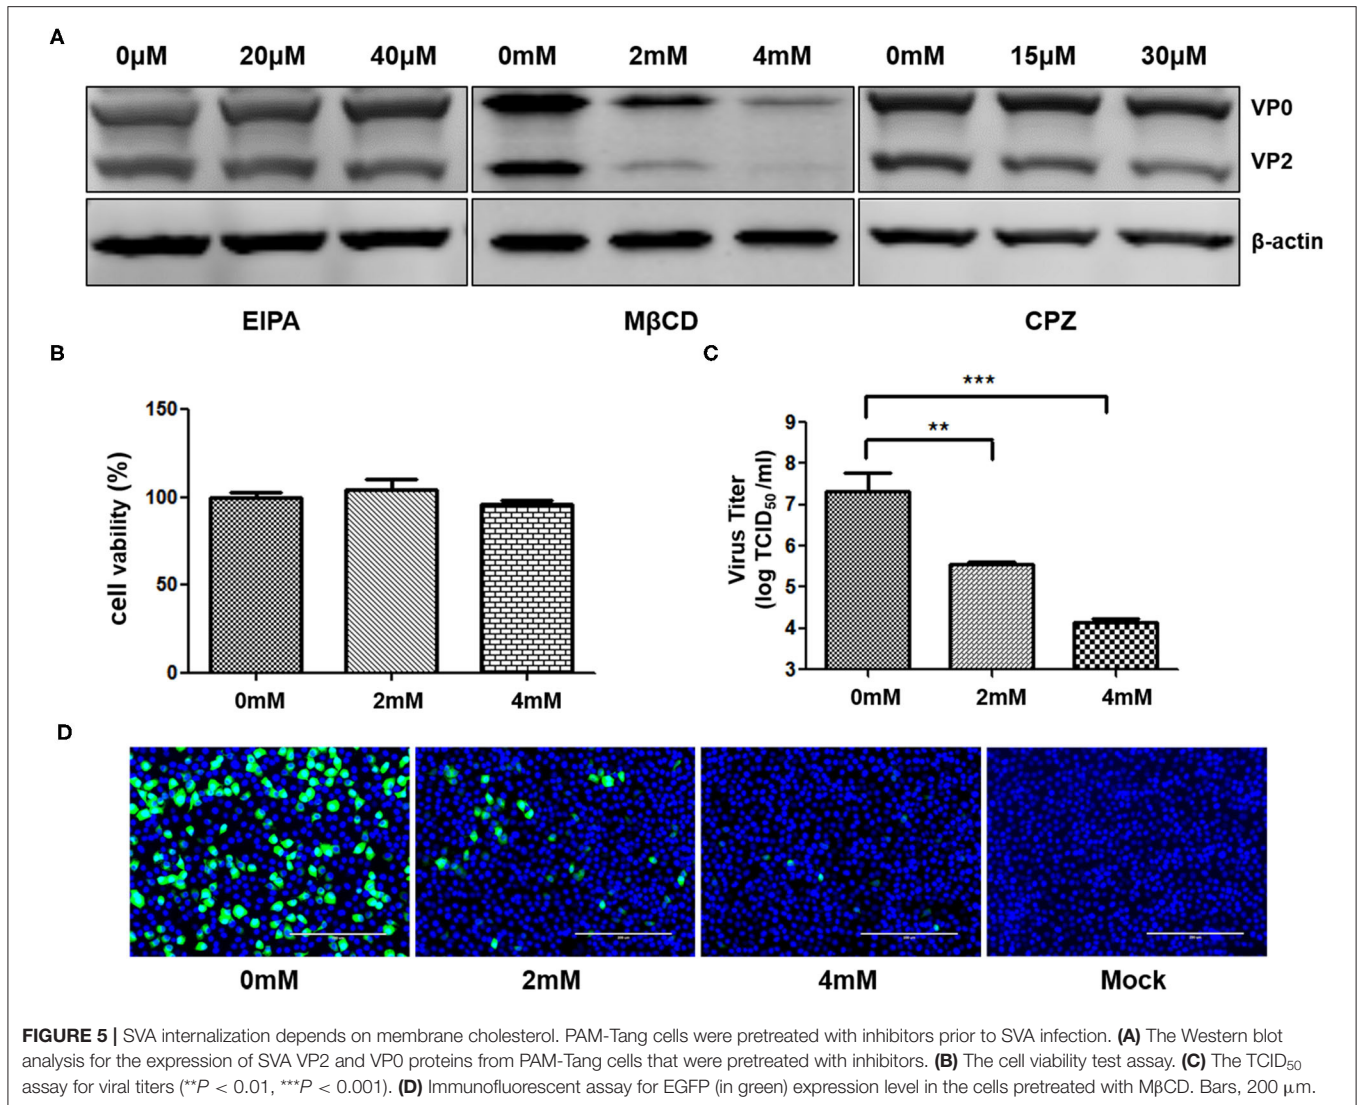 A
0µM 20µM 40µM 0mM 2mM 4mM 0mM 15µM 30µM
VP0
VP2
β-actin
EIPA MβCD CPZ
B
150
100
50
0
cell vability (%)
0mM 2mM 4mM
C
***
**
9
8
7
6
5
4
3
Virus Titer
(log TCID50 /ml)
0mM 2mM 4mM
D
0mM 2mM 4mM Mock
FIGURE 5 | SVA internalization depends on membrane cholesterol. PAM-Tang cells were pretreated with inhibitors prior to SVA infection. (A) The Western blot
analysis for the expression of SVA VP2 and VP0 proteins from PAM-Tang cells that were pretreated with inhibitors. (B) The cell viability test assay. (C) The TCID50
assay for viral titers (**P < 0.01, ***P < 0.001). (D) Immunofluorescent assay for EGFP (in green) expression level in the cells pretreated with MβCD. Bars, 200 µm.